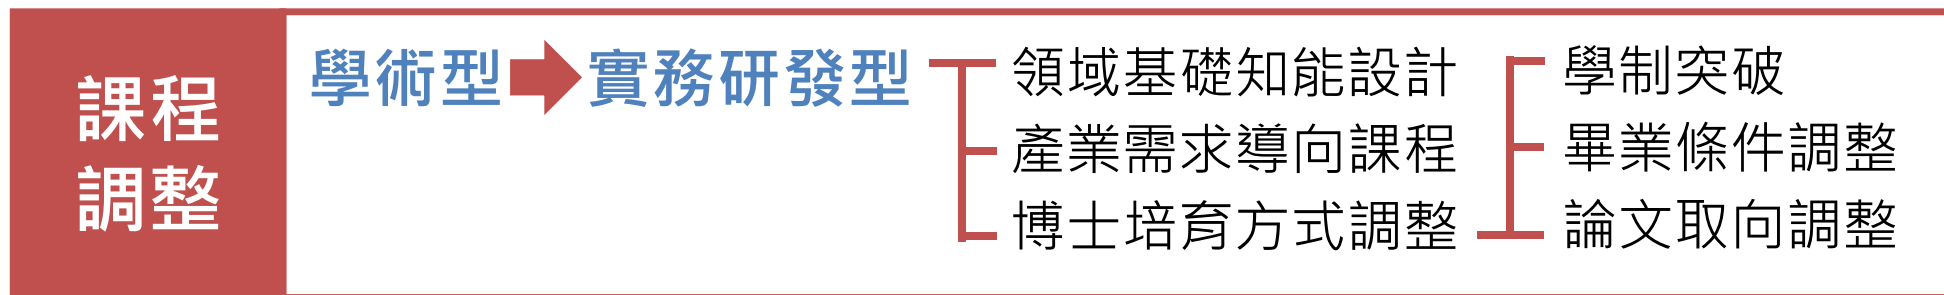 課程
調整
學術型 實務研發型
領域基礎知能設計
產業需求導向課程
博士培育方式調整
學制突破
畢業條件調整
論文取向調整